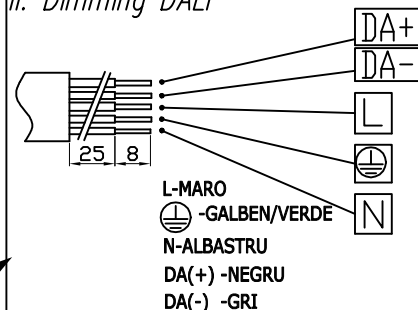 II. Dimming DALI
DA+
DA-
L
N
25 8
L-MARO
-GALBEN/VERDE
N-ALBASTRU
DA(+) -NEGRU
DA(-) -GRI